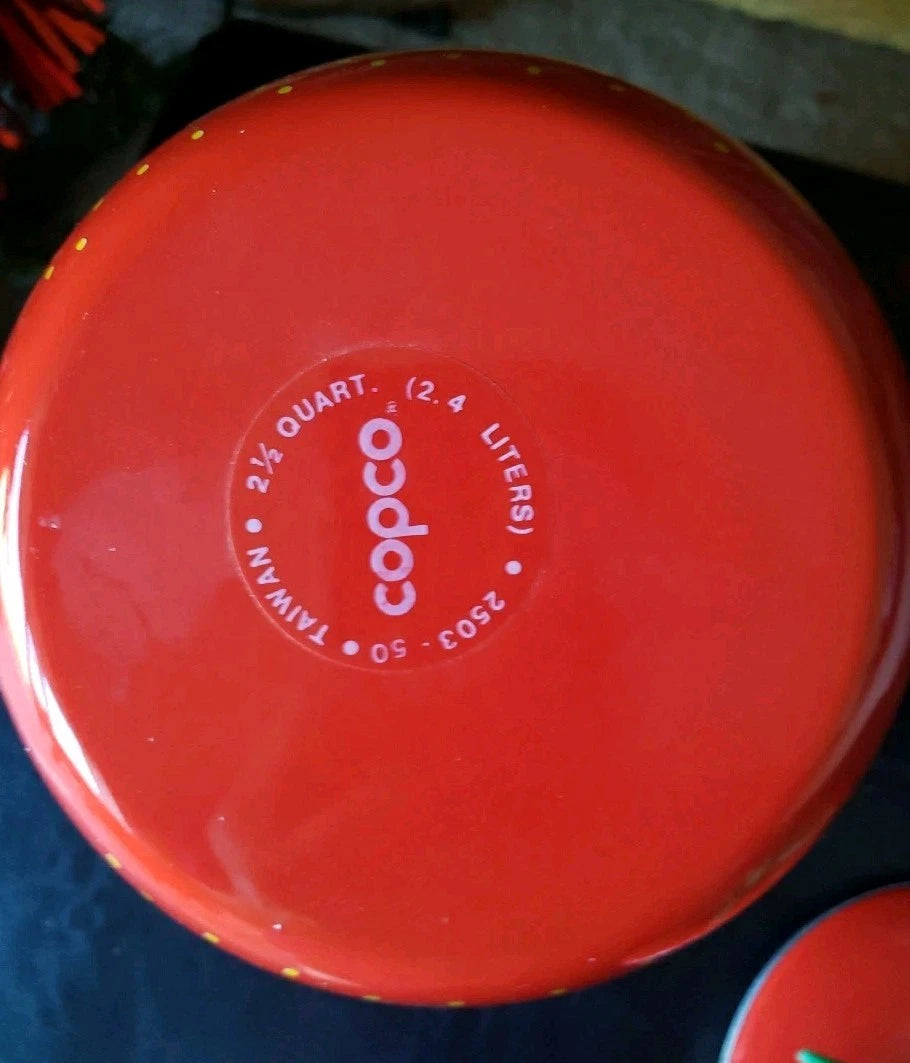 copco®
2½ QUART. (2.4 LITERS) • 2503-50 • TAIWAN •